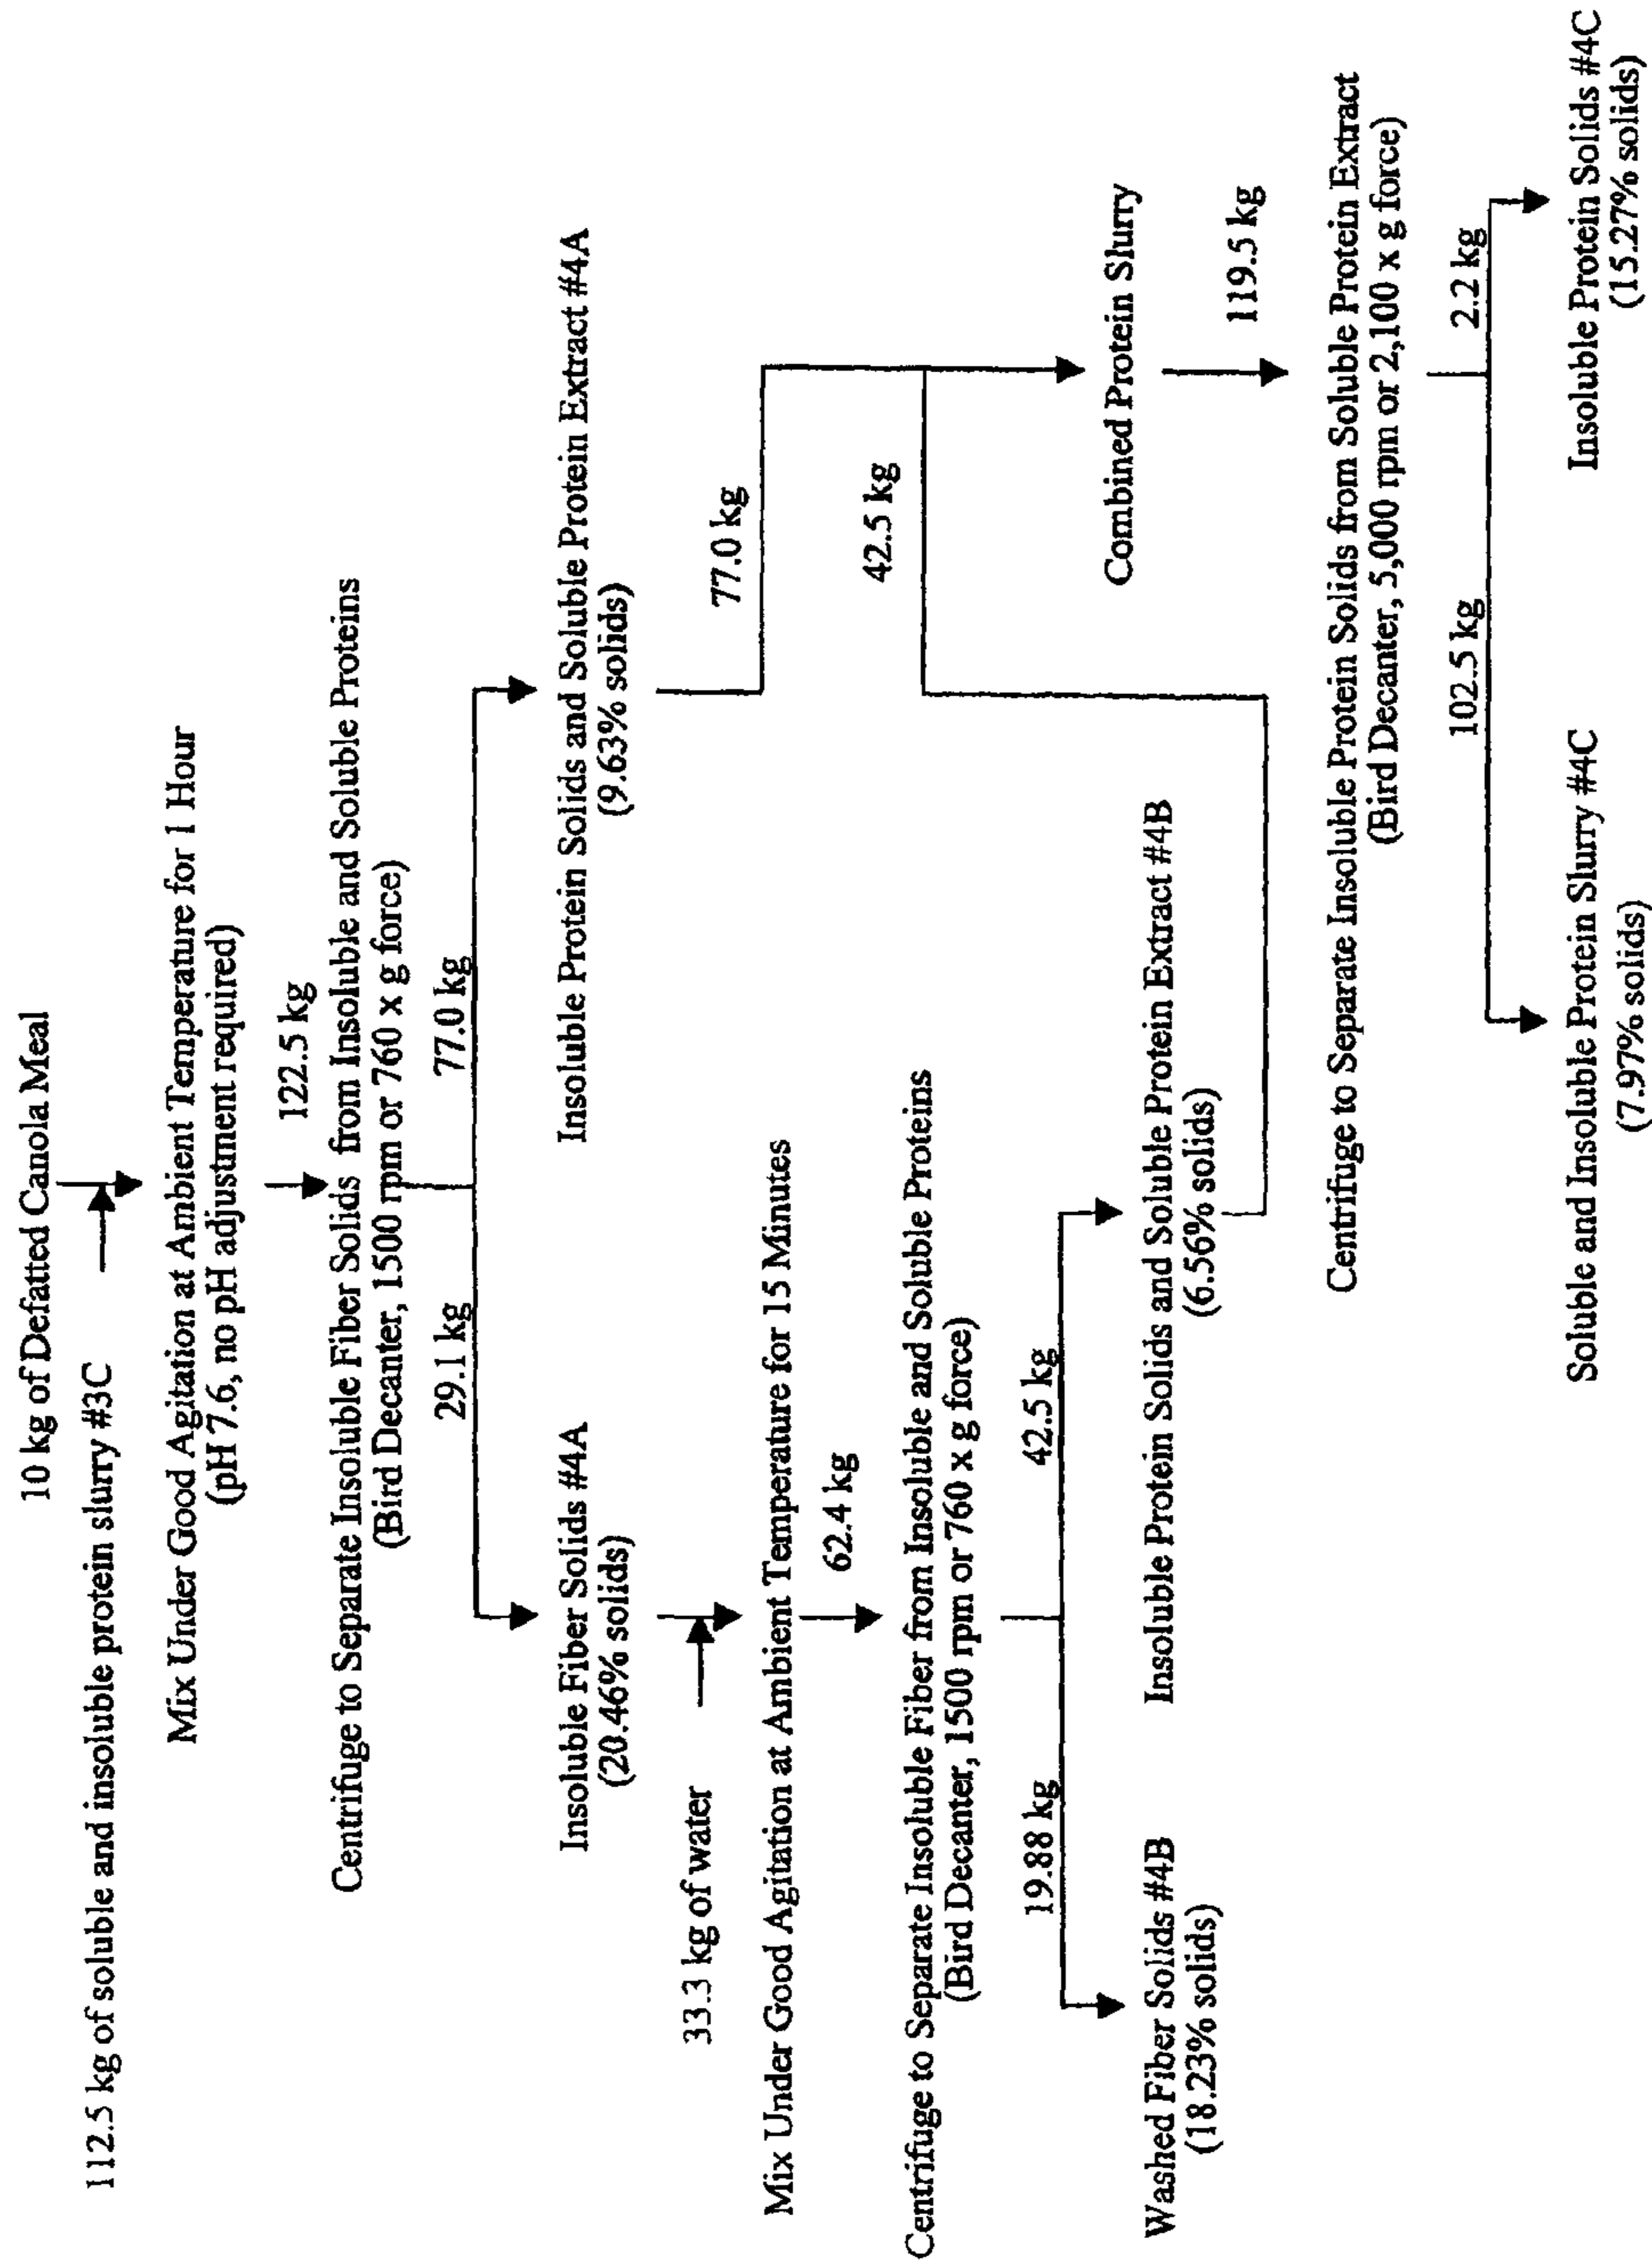 10 kg of Defatted Canola Meal
112.5 kg of soluble and insoluble protein slurry #3C
Mix Under Good Agitation at Ambient Temperature for 1 Hour
(pH 7.6, no pH adjustment required)
122.5 kg
Centrifuge to Separate Insoluble Fiber Solids from Insoluble and Soluble Proteins
(Bird Decanter, 1500 rpm or 760 x g force)
29.1 kg
77.0 kg
Insoluble Fiber Solids #4A
(20.46% solids)
Insoluble Protein Solids and Soluble Protein Extract #4A
(9.63% solids)
33.3 kg of water
77.0 kg
Mix Under Good Agitation at Ambient Temperature for 15 Minutes
62.4 kg
42.5 kg
Centrifuge to Separate Insoluble Fiber from Insoluble and Soluble Proteins
(Bird Decanter, 1500 rpm or 760 x g force)
19.88 kg
42.5 kg
Washed Fiber Solids #4B
(18.23% solids)
Insoluble Protein Solids and Soluble Protein Extract #4B
(6.56% solids)
Combined Protein Slurry
119.5 kg
Centrifuge to Separate Insoluble Protein Solids from Soluble Protein Extract
(Bird Decanter, 5,000 rpm or 2,100 x g force)
102.5 kg
2.2 kg
Soluble and Insoluble Protein Slurry #4C
(7.97% solids)
Insoluble Protein Solids #4C
(15.27% solids)